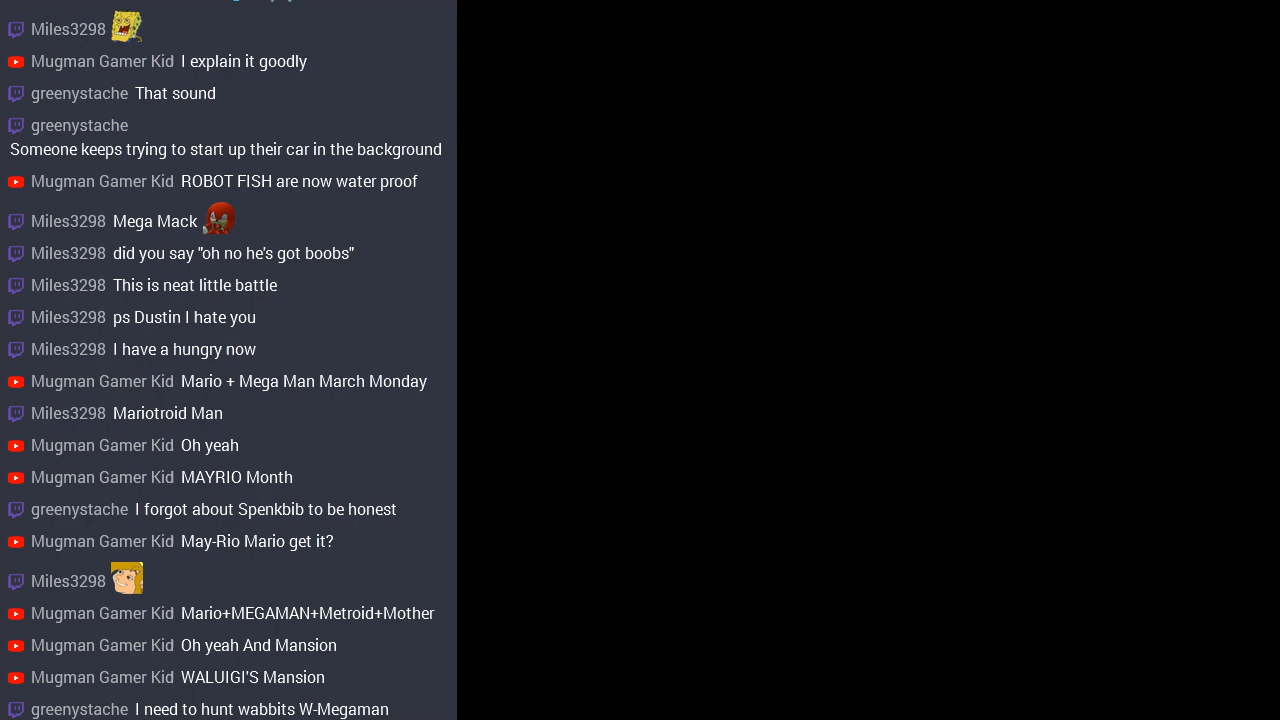 Miles3298
Mugman Gamer Kid I explain it goodly
greenystache That sound
greenystache
Someone keeps trying to start up their car in the background
Mugman Gamer Kid ROBOT FISH are now water proof
Miles3298 Mega Mack
Miles3298 did you say "oh no he's got boobs"
Miles3298 This is neat little battle
Miles3298 ps Dustin I hate you
Miles3298 I have a hungry now
Mugman Gamer Kid Mario + Mega Man March Monday
Miles3298 Mariotroid Man
Mugman Gamer Kid Oh yeah
Mugman Gamer Kid MAYRIO Month
greenystache I forgot about Spenkbib to be honest
Mugman Gamer Kid May-Rio Mario get it?
Miles3298
Mugman Gamer Kid Mario+MEGAMAN+Metroid+Mother
Mugman Gamer Kid Oh yeah And Mansion
Mugman Gamer Kid WALUIGI'S Mansion
greenystache I need to hunt wabbits W-Megaman